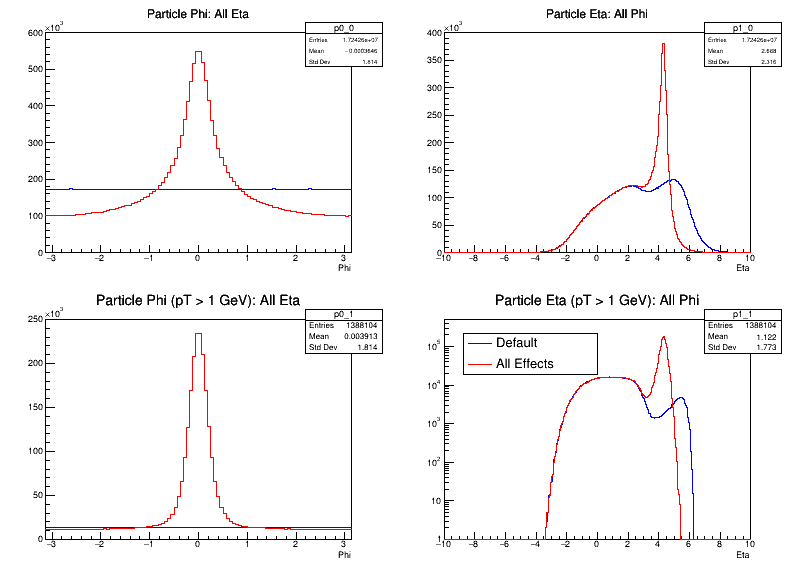 Particle Phi: All Eta
×10³
p0_0
Entries 1.72426e+07
Mean −0.0003646
Std Dev 1.814
600
500
400
300
200
100
0
−3 −2 −1 0 1 2 3
Phi
Particle Eta: All Phi
×10³
p1_0
Entries 1.72426e+07
Mean 2.688
Std Dev 2.316
400
350
300
250
200
150
100
50
0
−10 −8 −6 −4 −2 0 2 4 6 8 10
Eta
Particle Phi (pT > 1 GeV): All Eta
×10³
p0_1
Entries 1388104
Mean 0.003913
Std Dev 1.814
250
200
150
100
50
0
−3 −2 −1 0 1 2 3
Phi
Particle Eta (pT > 1 GeV): All Phi
p1_1
Entries 1388104
Mean 1.122
Std Dev 1.773
Default
All Effects
10⁵
10⁴
10³
10²
10
1
−10 −8 −6 −4 −2 0 2 4 6 8 10
Eta